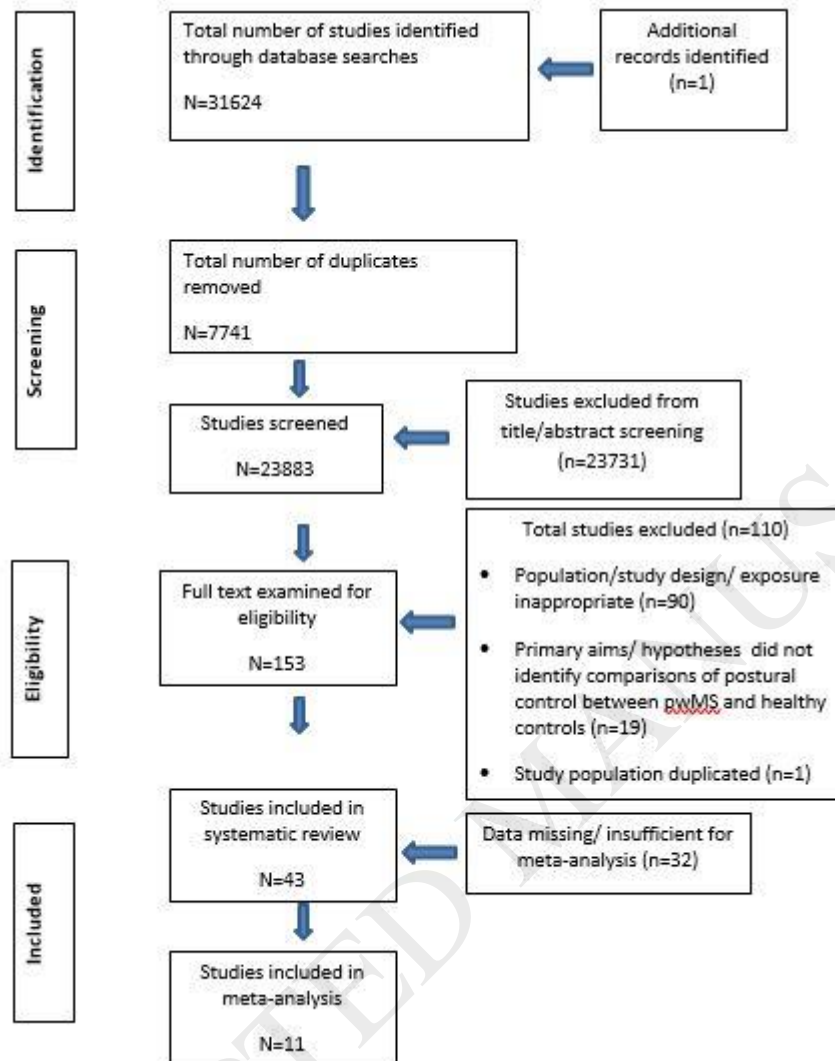 Identification
Total number of studies identified
through database searches
N=31624
Additional
records identified
(n=1)
Screening
Total number of duplicates
removed
N=7741
Studies screened
N=23883
Studies excluded from
title/abstract screening
(n=23731)
Eligibility
Full text examined for
eligibility
N=153
Total studies excluded (n=110)
• Population/study design/ exposure
inappropriate (n=90)
• Primary aims/ hypotheses did not
identify comparisons of postural
control between pwMS and healthy
controls (n=19)
• Study population duplicated (n=1)
Included
Studies included in
systematic review
N=43
Data missing/ insufficient for
meta-analysis (n=32)
Studies included in
meta-analysis
N=11
TED MANUS